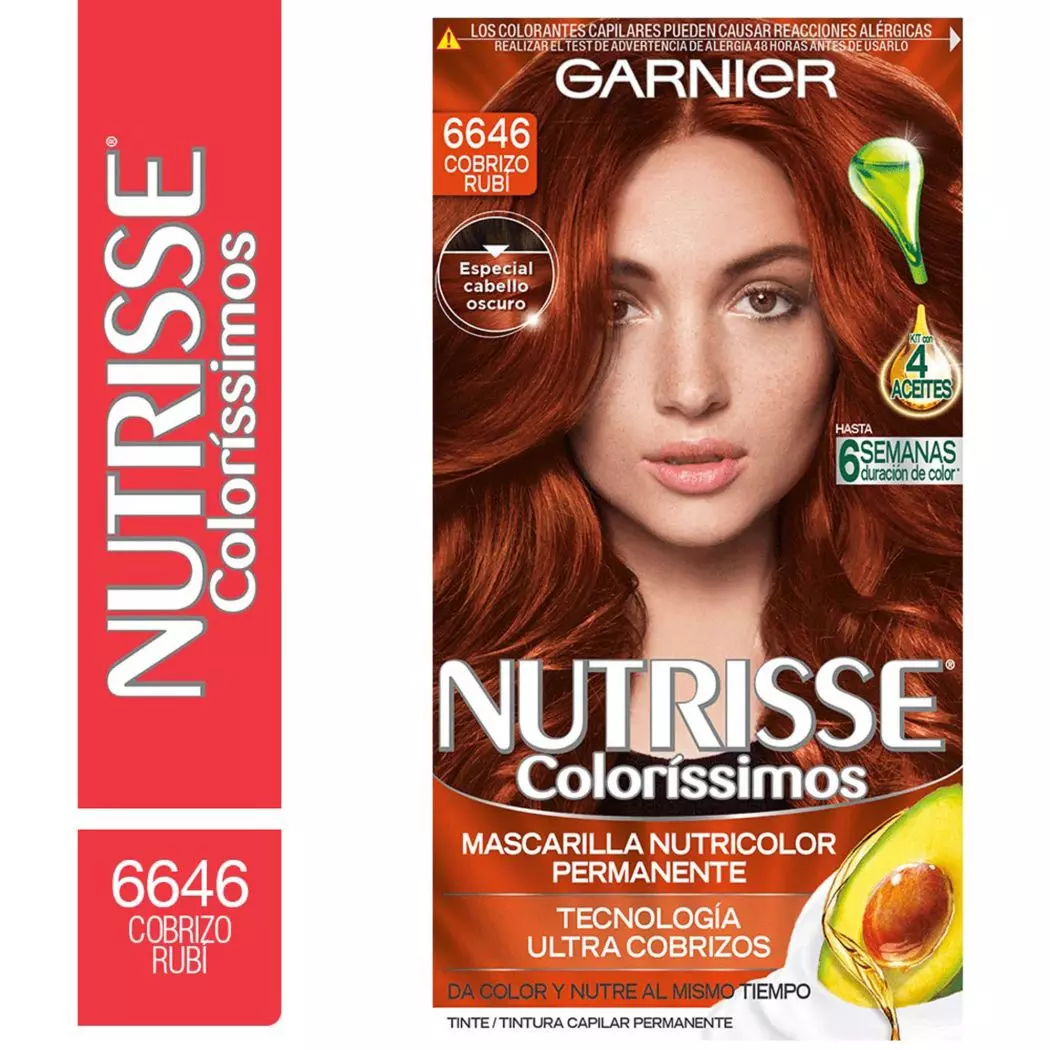 NUTRISSE®
Coloríssimos
6646
COBRIZO
RUBÍ
LOS COLORANTES CAPILARES PUEDEN CAUSAR REACCIONES ALÉRGICAS
REALIZAR EL TEST DE ADVERTENCIA DE ALERGIA 48 HORAS ANTES DE USARLO
GARNIER
6646
COBRIZO
RUBÍ
Especial
cabello
oscuro
KIT con
4
ACEITES
HASTA
6 SEMANAS
duración de color*
NUTRISSE®
Coloríssimos
MASCARILLA NUTRICOLOR
PERMANENTE
TECNOLOGÍA
ULTRA COBRIZOS
DA COLOR Y NUTRE AL MISMO TIEMPO
TINTE / TINTURA CAPILAR PERMANENTE